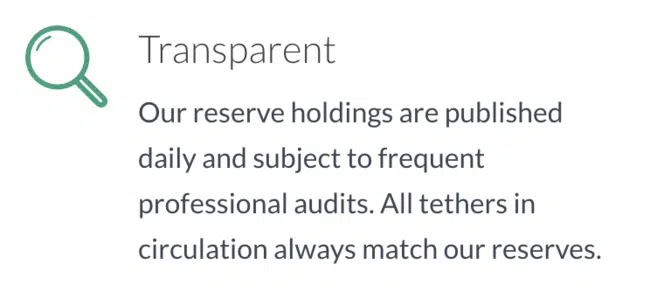 Transparent
Our reserve holdings are published
daily and subject to frequent
professional audits. All tethers in
circulation always match our reserves.